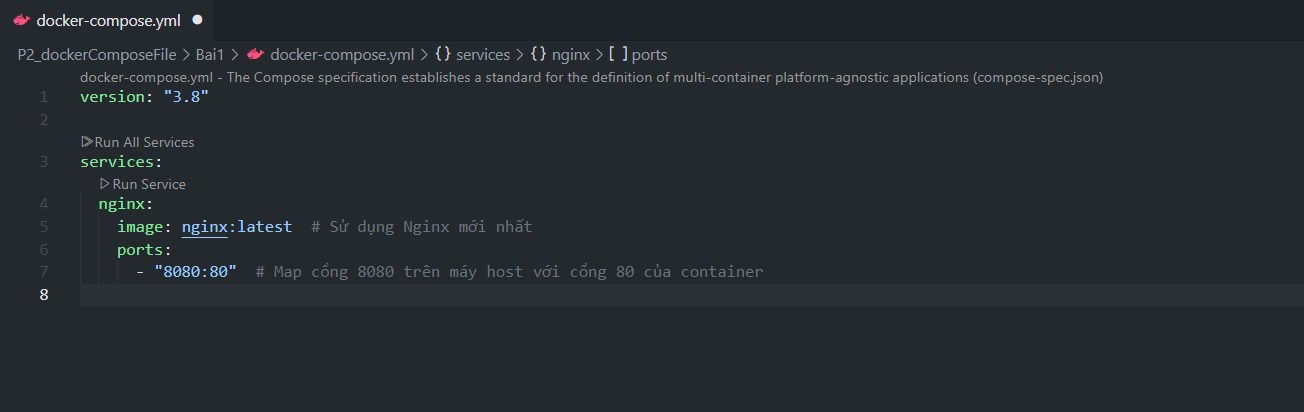 docker-compose.yml
P2_dockerComposeFile > Bai1 > docker-compose.yml > {} services > {} nginx > [ ] ports
docker-compose.yml - The Compose specification establishes a standard for the definition of multi-container platform-agnostic applications (compose-spec.json)
1 version: "3.8"
2
Run All Services
3 services:
Run Service
4 nginx:
5 image: nginx:latest # Sử dụng Nginx mới nhất
6 ports:
7 - "8080:80" # Map cổng 8080 trên máy host với cổng 80 của container
8